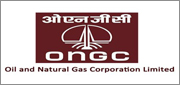 ओएनजीसी
ONGC
Oil and Natural Gas Corporation Limited